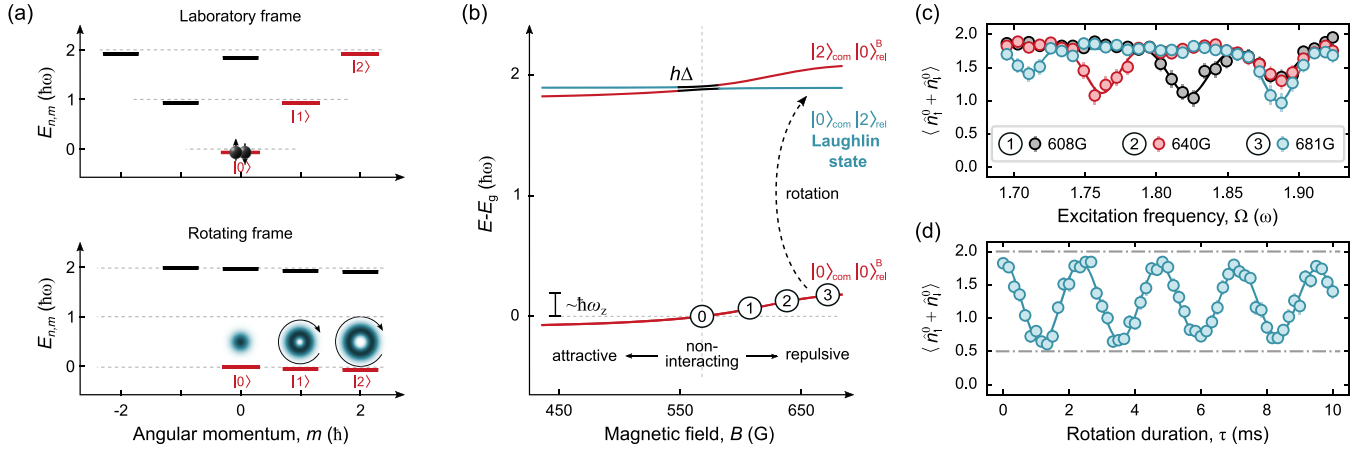 (a)
Laboratory frame
E_{n,m} (ħω)
2
1
0
|2⟩
|1⟩
|0⟩
Rotating frame
E_{n,m} (ħω)
2
1
0
|0⟩
|1⟩
|2⟩
-2
0
2
Angular momentum, m (ħ)
(b)
E-E_g (ħω)
2
1
0
hΔ
|2⟩_com |0⟩^B_rel
|0⟩_com |2⟩_rel
Laughlin
state
rotation
|0⟩_com |0⟩^B_rel
~ħω_z
0
1
2
3
attractive
non-
interacting
repulsive
450
550
650
Magnetic field, B (G)
(c)
⟨ n̂^0_↑ + n̂^0_↓ ⟩
2.0
1.5
1.0
0.5
0.0
1 608G
2 640G
3 681G
1.70
1.75
1.80
1.85
1.90
Excitation frequency, Ω (ω)
(d)
⟨ n̂^0_↑ + n̂^0_↓ ⟩
2.0
1.5
1.0
0.5
0.0
0
2
4
6
8
10
Rotation duration, τ (ms)